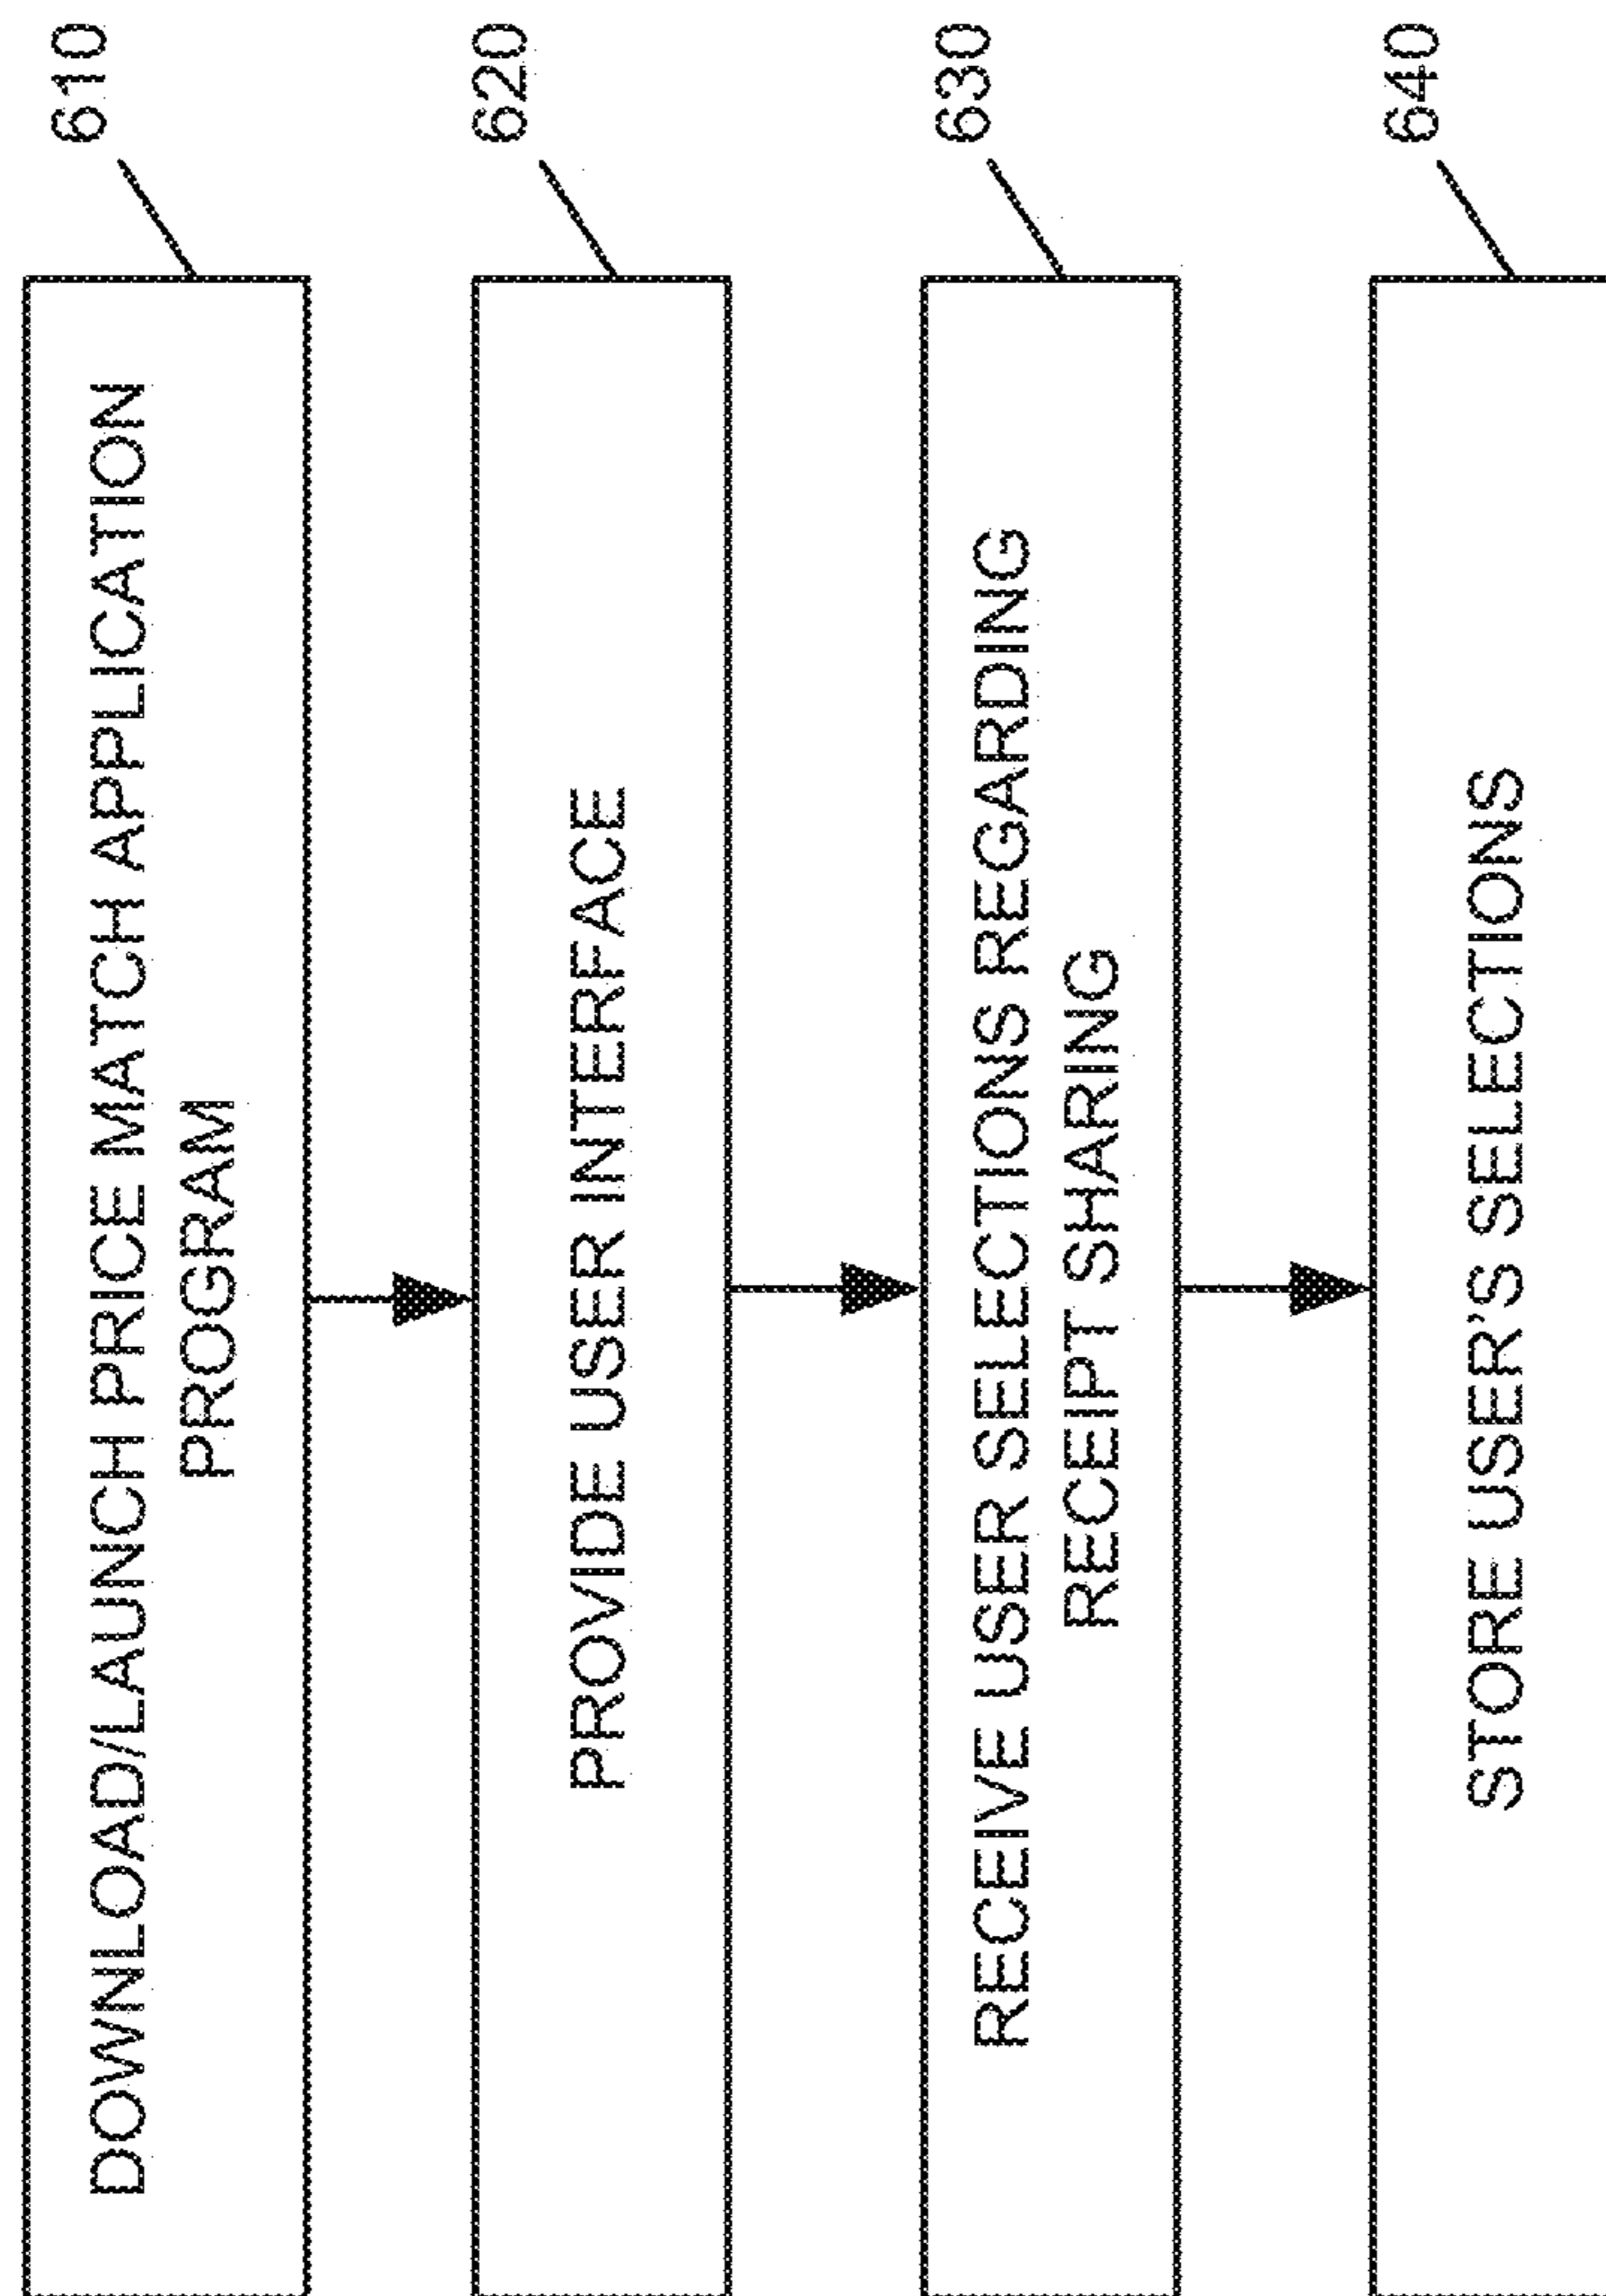 610
DOWNLOAD/LAUNCH PRICE MATCH APPLICATION
PROGRAM
620
PROVIDE USER INTERFACE
630
RECEIVE USER SELECTIONS REGARDING
RECEIPT SHARING
640
STORE USER'S SELECTIONS